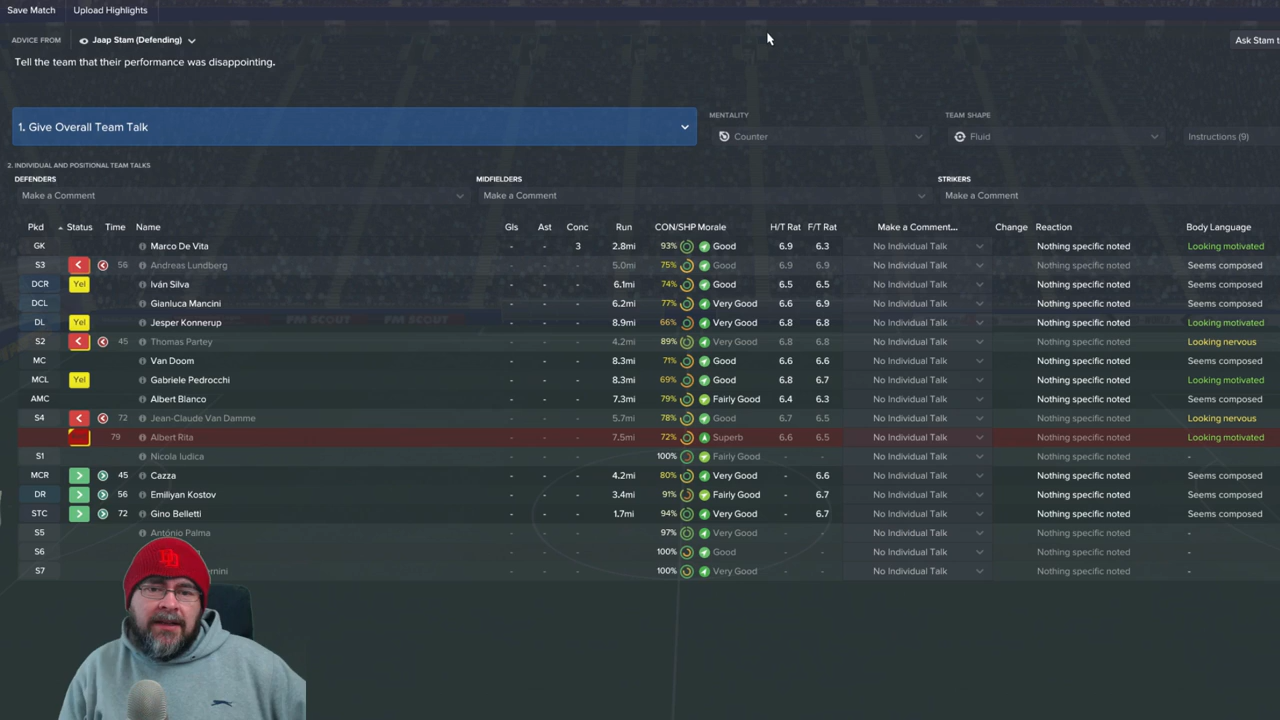 Save Match Upload Highlights
ADVICE FROM Jaap Stam (Defending) Ask Stam t
Tell the team that their performance was disappointing.
MENTALITY TEAM SHAPE
1. Give Overall Team Talk Counter Fluid Instructions (9)
2. INDIVIDUAL AND POSITIONAL TEAM TALKS
DEFENDERS MIDFIELDERS STRIKERS
Make a Comment Make a Comment Make a Comment
Pkd Status Time Name Gls Ast Conc Run CON/SHP Morale H/T Rat F/T Rat Make a Comment... Change Reaction Body Language
GK Marco De Vita - - 3 2.8mi 93% Good 6.9 6.3 No Individual Talk Nothing specific noted Looking motivated
S3 56 Andreas Lundberg - - - 5.0mi 75% Good 6.9 6.9 No Individual Talk Nothing specific noted Seems composed
DCR Yel Iván Silva - - - 6.1mi 74% Good 6.5 6.5 No Individual Talk Nothing specific noted Seems composed
DCL Gianluca Mancini - - - 6.2mi 77% Very Good 6.6 6.9 No Individual Talk Nothing specific noted Seems composed
DL Yel Jesper Konnerup - - - 8.9mi 66% Very Good 6.8 6.8 No Individual Talk Nothing specific noted Looking motivated
S2 45 Thomas Partey - - - 4.2mi 89% Very Good 6.8 6.8 No Individual Talk Nothing specific noted Looking nervous
MC Van Doom - - - 8.3mi 71% Good 6.6 6.6 No Individual Talk Nothing specific noted Seems composed
MCL Yel Gabriele Pedrocchi - - - 8.3mi 69% Good 6.8 6.7 No Individual Talk Nothing specific noted Looking motivated
AMC Albert Blanco - - - 7.3mi 79% Fairly Good 6.4 6.3 No Individual Talk Nothing specific noted Seems composed
S4 72 Jean-Claude Van Damme - - - 5.7mi 78% Good 6.7 6.5 No Individual Talk Nothing specific noted Looking nervous
79 Albert Rita - - - 7.5mi 72% Superb 6.6 6.5 No Individual Talk Nothing specific noted Looking motivated
S1 Nicola Iudica - - - 100% Fairly Good - - No Individual Talk Nothing specific noted -
MCR 45 Cazza - - - 4.2mi 80% Very Good - 6.6 No Individual Talk Nothing specific noted Seems composed
DR 56 Emiliyan Kostov - - - 3.4mi 91% Fairly Good - 6.7 No Individual Talk Nothing specific noted Seems composed
STC 72 Gino Belletti - - - 1.7mi 94% Very Good - 6.7 No Individual Talk Nothing specific noted Seems composed
S5 António Palma - - - 97% Very Good - - No Individual Talk Nothing specific noted -
S6 - - - 100% Good - - No Individual Talk Nothing specific noted -
S7 - - - 100% Very Good - - No Individual Talk Nothing specific noted -
FM SCOUT FM SCOUT